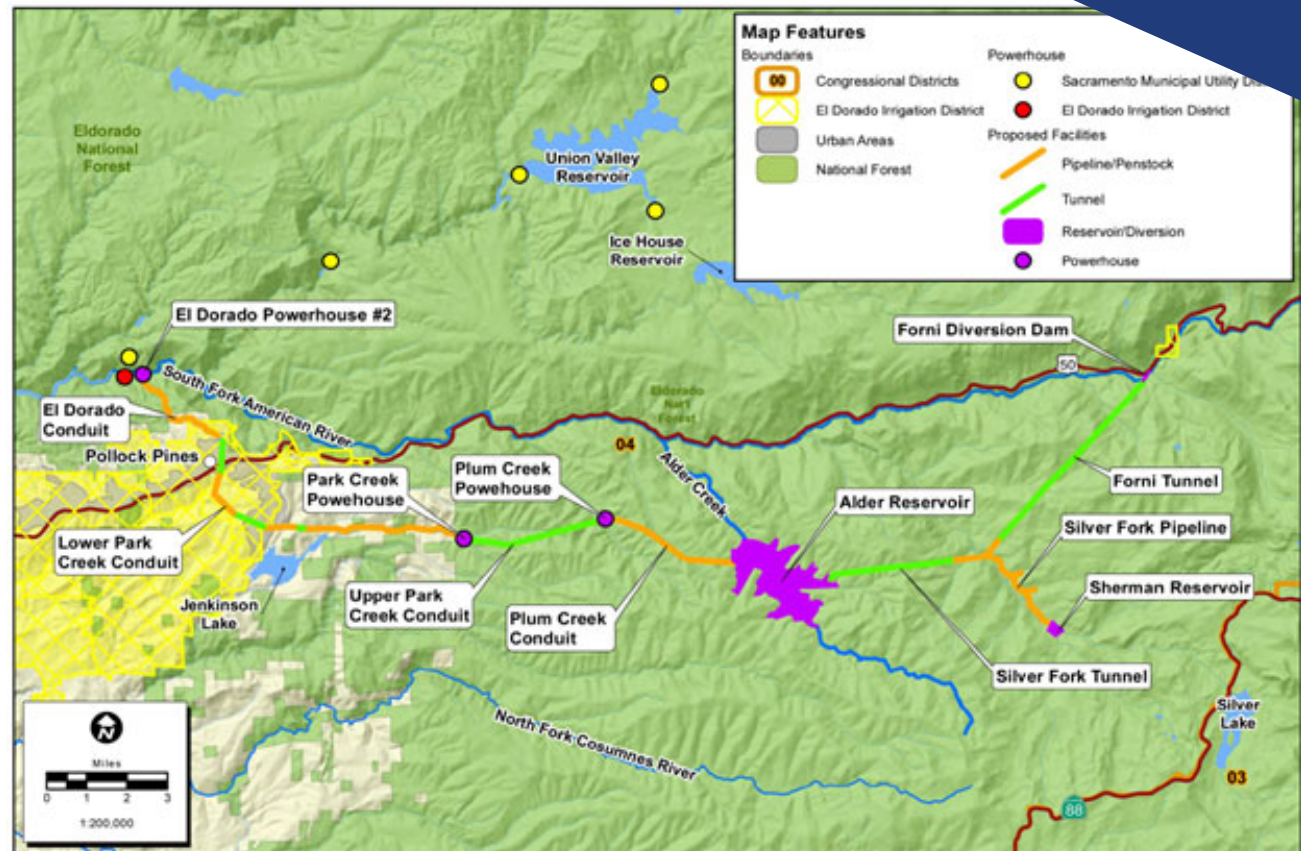 Map Features
Boundaries
00
Congressional Districts
El Dorado Irrigation District
Urban Areas
National Forest
Powerhouse
Sacramento Municipal Utility
El Dorado Irrigation District
Proposed Facilities
Pipeline/Penstock
Tunnel
Reservoir/Diversion
Powerhouse
Eldorado
National
Forest
Union Valley
Reservoir
Ice House
Reservoir
El Dorado Powerhouse #2
Forni Diversion Dam
50
South Fork American River
Eldorado
Nat'l
Forest
El Dorado
Conduit
04
Pollock Pines
Park Creek
Powehouse
Plum Creek
Powehouse
Alder Creek
Alder Reservoir
Forni Tunnel
Silver Fork Pipeline
Lower Park
Creek Conduit
Sherman Reservoir
Jenkinson
Lake
Upper Park
Creek Conduit
Plum Creek
Conduit
Silver Fork Tunnel
Silver
Lake
North Fork Cosumnes River
03
88
N
Miles
0 1 2 3
1:200,000